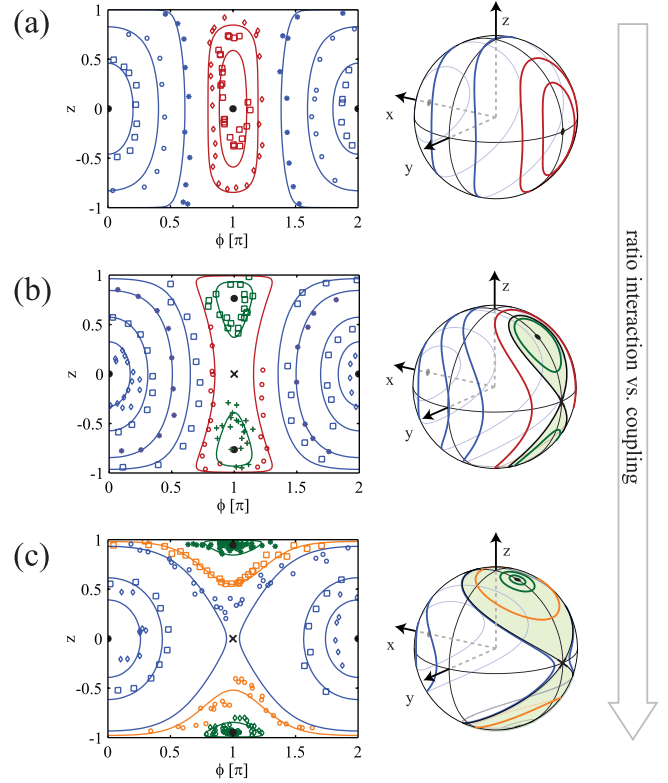 (a)
1
0.5
0
-0.5
-1
z
0 0.5 1 1.5 2
ϕ [π]
z
x
y
(b)
1
0.5
0
-0.5
-1
z
0 0.5 1 1.5 2
ϕ [π]
z
x
y
(c)
1
0.5
0
-0.5
-1
z
0 0.5 1 1.5 2
ϕ [π]
z
x
y
ratio interaction vs. coupling